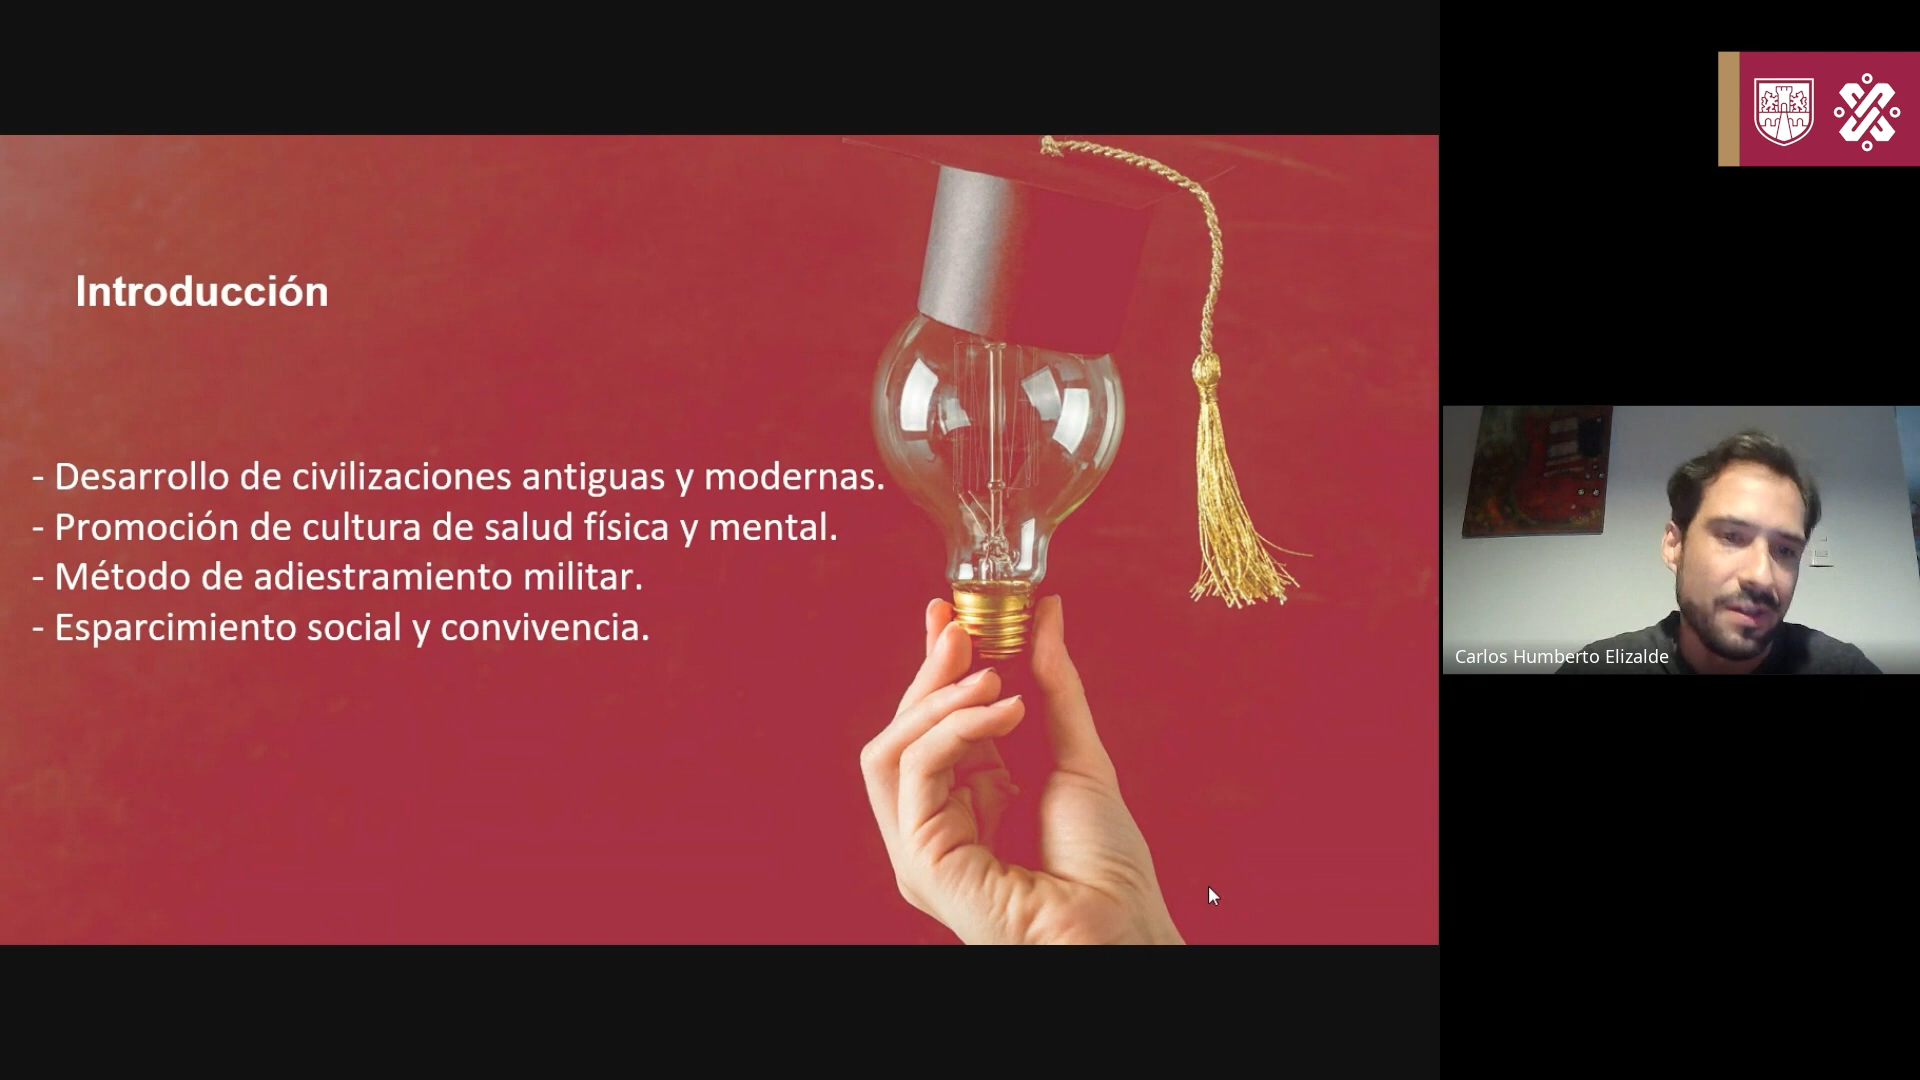 Introducción
- Desarrollo de civilizaciones antiguas y modernas.
- Promoción de cultura de salud física y mental.
- Método de adiestramiento militar.
- Esparcimiento social y convivencia.
Carlos Humberto Elizalde